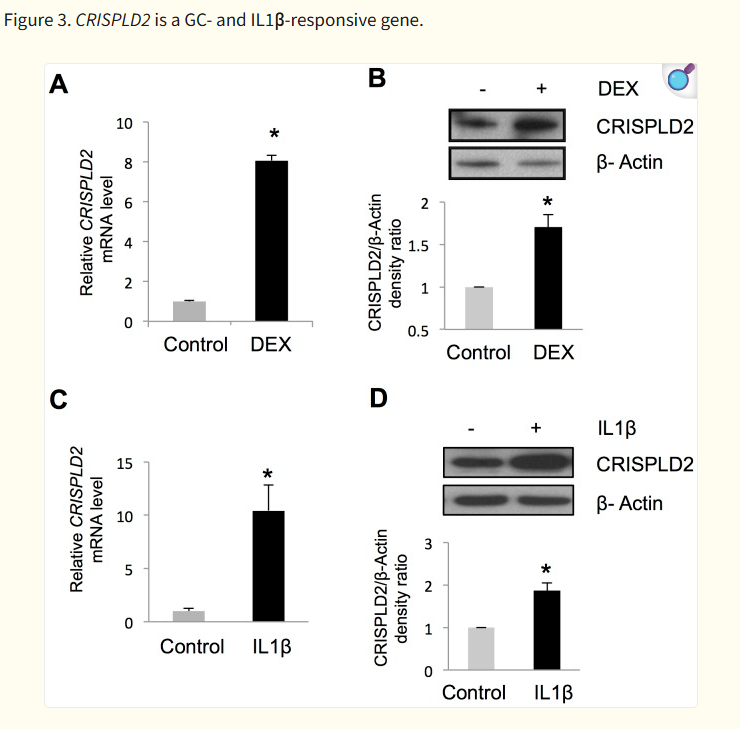 Figure 3. CRISPLD2 is a GC- and IL1β-responsive gene.
A
Relative CRISPLD2
mRNA level
10
8
6
4
2
0
Control DEX
*
B
- + DEX
CRISPLD2
β- Actin
CRISPLD2/β-Actin
density ratio
2
1.5
1
0.5
*
Control DEX
C
Relative CRISPLD2
mRNA level
15
10
5
0
*
Control IL1β
D
- + IL1β
CRISPLD2
β- Actin
CRISPLD2/β-Actin
density ratio
3
2
1
0
*
Control IL1β